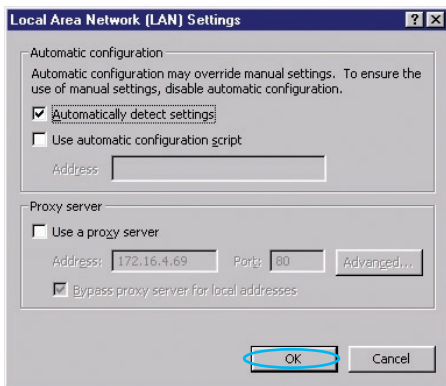 Local Area Network (LAN) Settings
Automatic configuration
Automatic configuration may override manual settings. To ensure the
use of manual settings, disable automatic configuration.
Automatically detect settings
Use automatic configuration script
Address
Proxy server
Use a proxy server
Address: 172.16.4.69 Port: 80 Advanced...
Bypass proxy server for local addresses
OK Cancel